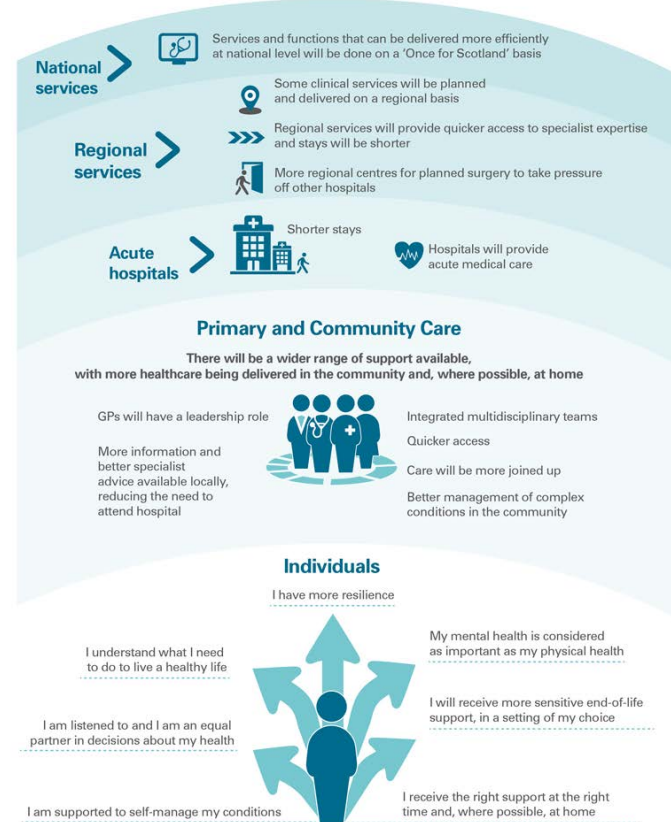 Services and functions that can be delivered more efficiently
at national level will be done on a ‘Once for Scotland’ basis
National
services
Some clinical services will be planned
and delivered on a regional basis
Regional services will provide quicker access to specialist expertise
and stays will be shorter
Regional
services
More regional centres for planned surgery to take pressure
off other hospitals
Shorter stays
Acute
hospitals
Hospitals will provide
acute medical care
Primary and Community Care
There will be a wider range of support available,
with more healthcare being delivered in the community and, where possible, at home
GPs will have a leadership role
More information and
better specialist
advice available locally,
reducing the need to
attend hospital
Integrated multidisciplinary teams
Quicker access
Care will be more joined up
Better management of complex
conditions in the community
Individuals
I have more resilience
I understand what I need
to do to live a healthy life
My mental health is considered
as important as my physical health
I am listened to and I am an equal
partner in decisions about my health
I will receive more sensitive end-of-life
support, in a setting of my choice
I am supported to self-manage my conditions
I receive the right support at the right
time and, where possible, at home